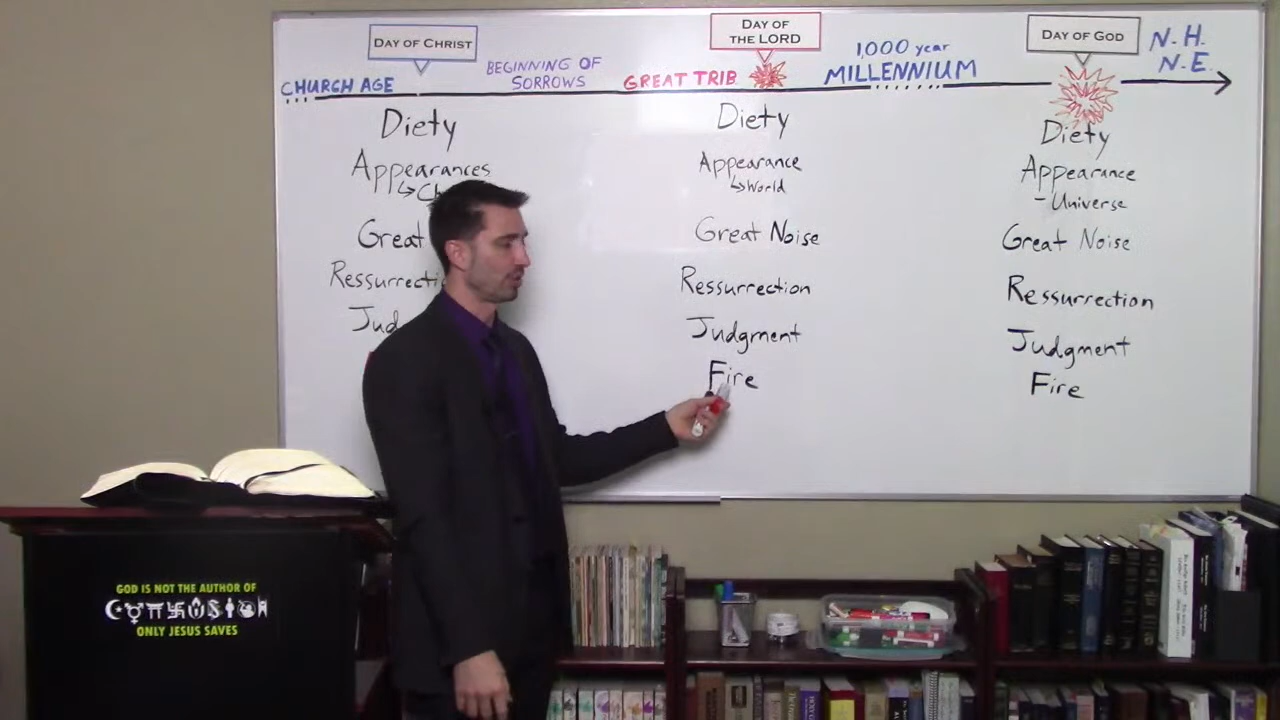 DAY OF CHRIST
DAY OF
THE LORD
DAY OF GOD
CHURCH AGE
BEGINNING OF
SORROWS
GREAT TRIB
1,000 year
MILLENNIUM
N.H.
N.E.
Diety
Appearances
Great
Diety
Appearance
↳World
Great Noise
Ressurrection
Judgment
Fire
Diety
Appearance
- Universe
Great Noise
Ressurrection
Judgment
Fire
GOD IS NOT THE AUTHOR OF
ONLY JESUS SAVES